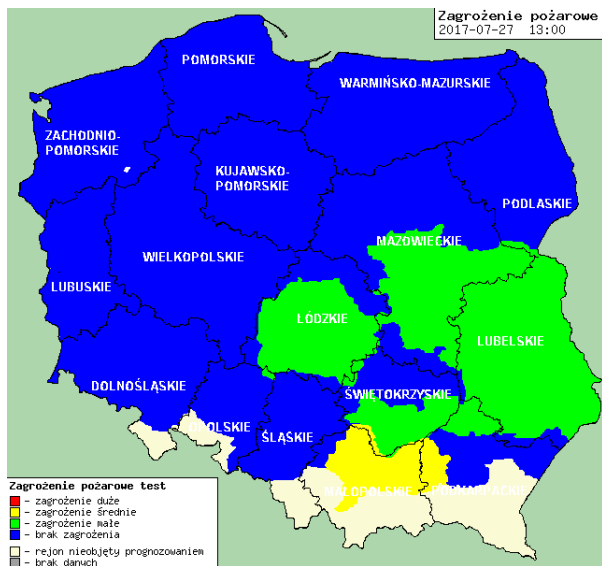 Zagrożenie pożarowe
2017-07-27 13:00
POMORSKIE
WARMIŃSKO-MAZURSKIE
ZACHODNIO-
POMORSKIE
KUJAWSKO-
POMORSKIE
PODLASKIE
MAZOWIECKIE
WIELKOPOLSKIE
LUBUSKIE
ŁÓDZKIE
LUBELSKIE
DOLNOŚLĄSKIE
ŚWIĘTOKRZYSKIE
OPOLSKIE
ŚLĄSKIE
MAŁOPOLSKIE
PODKARPACKIE
Zagrożenie pożarowe test
- zagrożenie duże
- zagrożenie średnie
- zagrożenie małe
- brak zagrożenia
- rejon nieobjęty prognozowaniem
- brak danych